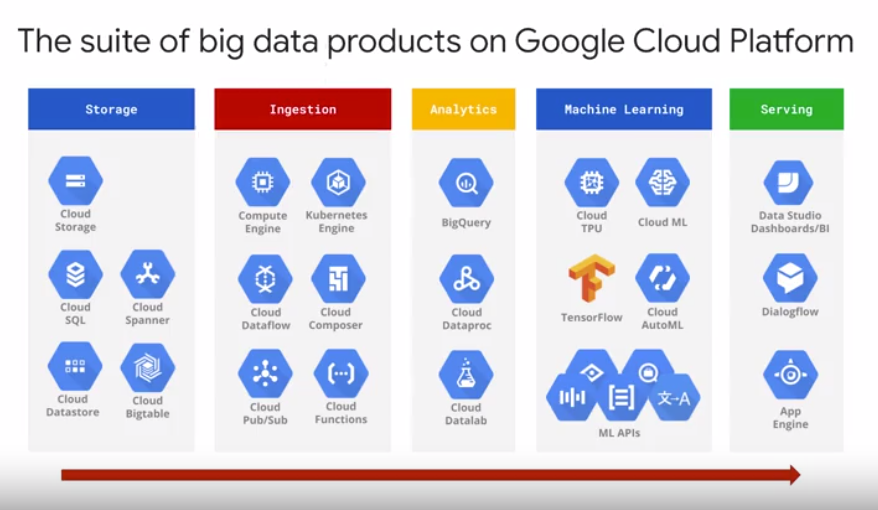 The suite of big data products on Google Cloud Platform
Storage
Cloud
Storage
Cloud
SQL
Cloud
Spanner
Cloud
Datastore
Cloud
Bigtable
Ingestion
Compute
Engine
Kubernetes
Engine
Cloud
Dataflow
Cloud
Composer
Cloud
Pub/Sub
Cloud
Functions
Analytics
BigQuery
Cloud
Dataproc
Cloud
Datalab
Machine Learning
Cloud
TPU
Cloud ML
TensorFlow
Cloud
AutoML
文→A
ML APIs
Serving
Data Studio
Dashboards/BI
Dialogflow
App
Engine